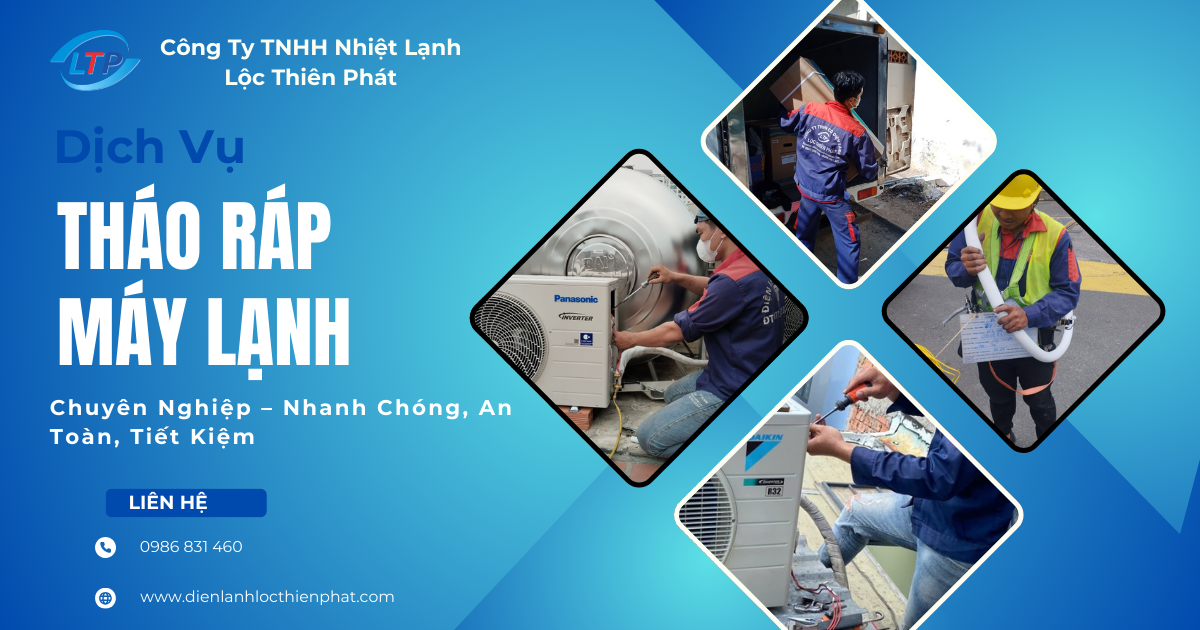 LTP
Công Ty TNHH Nhiệt Lạnh
Lộc Thiên Phát
Dịch Vụ
THÁO RÁP
MÁY LẠNH
Chuyên Nghiệp – Nhanh Chóng, An
Toàn, Tiết Kiệm
LIÊN HỆ
0986 831 460
www.dienlanhlocthienphat.com
Panasonic
INVERTER
DAIKIN
R32